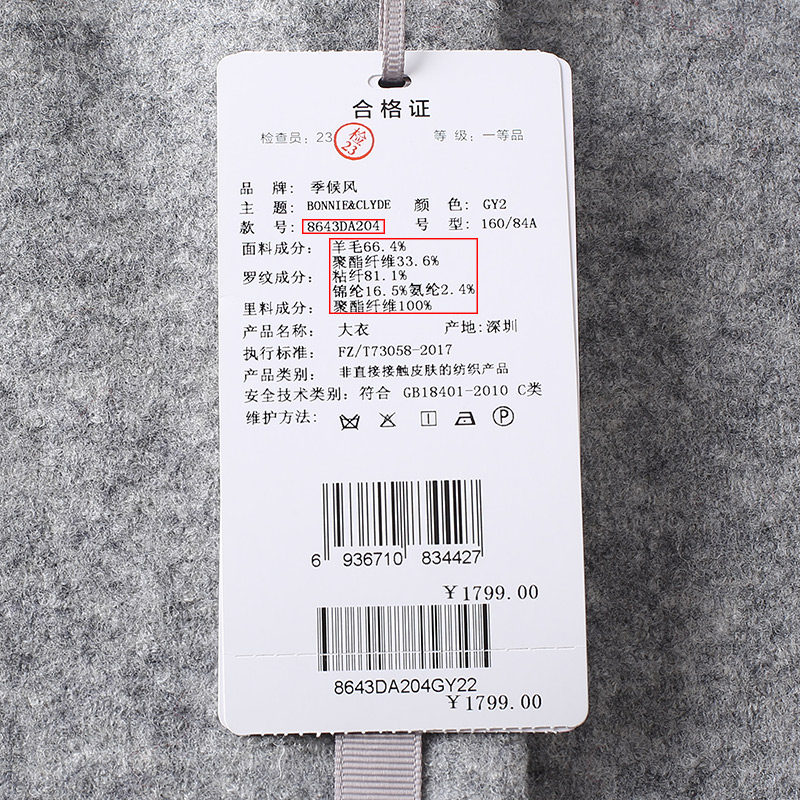 合格证
检查员：23 检23 等 级：一等品
品 牌：季候风
主 题：BONNIE&CLYDE 颜 色：GY2
款 号：8643DA204 号 型：160/84A
面料成分：羊毛66.4%
聚酯纤维33.6%
罗纹成分：粘纤81.1%
锦纶16.5%氨纶2.4%
里料成分：聚酯纤维100%
产品名称：大衣 产地:深圳
执行标准：FZ/T73058-2017
产品类别：非直接接触皮肤的纺织产品
安全技术类别：符合 GB18401-2010 C类
维护方法： P
6 936710 834427
￥1799.00
8643DA204GY22
￥1799.00